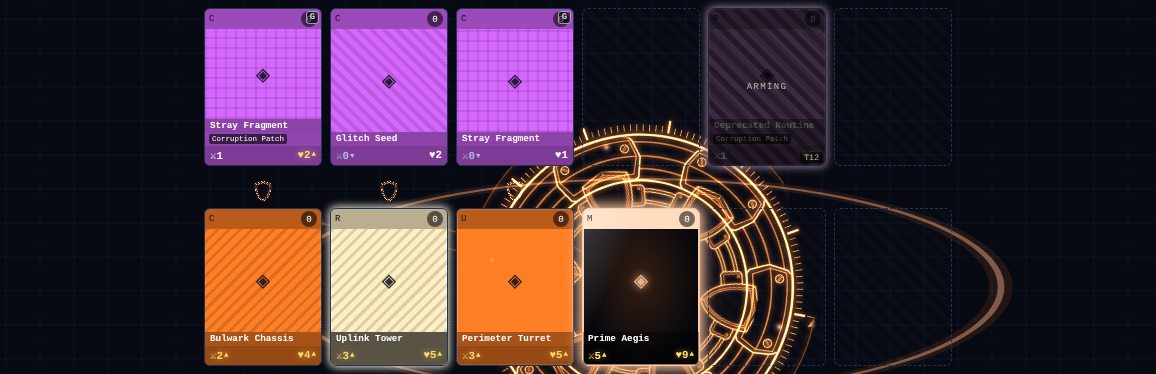 C G
C 0
C G
ARMING
Stray Fragment
Corruption Patch
⚔1 ♥2▲
Glitch Seed
⚔0▼ ♥2
Stray Fragment
⚔0▼ ♥1
Deprecated Routine
Corruption Patch
⚔1 T12
C 0
R 0
U 0
M 0
Bulwark Chassis
⚔2▲ ♥4▲
Uplink Tower
⚔3▲ ♥5▲
Perimeter Turret
⚔3▲ ♥5▲
Prime Aegis
⚔5▲ ♥9▲